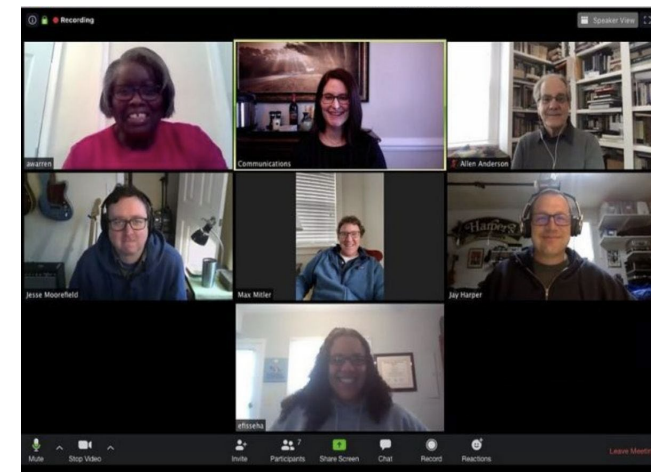 Recording
Speaker View
awarren
Communications
Allen Anderson
Jesse Moorefield
Max Mitler
Harper's
Jay Harper
efisseha
7
Mute
Stop Video
Invite
Participants
Share Screen
Chat
Record
Reactions
Leave Meeti